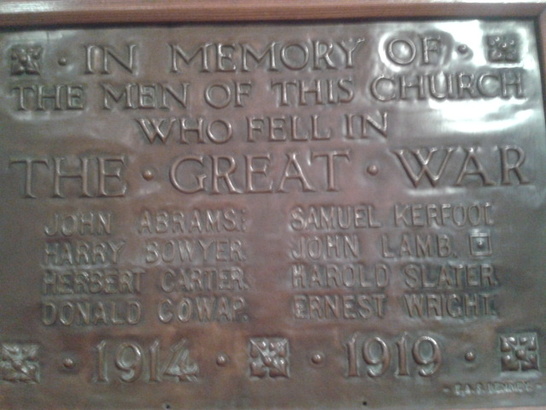 · IN MEMORY OF ·
THE MEN OF THIS CHURCH
WHO FELL IN
THE · GREAT · WAR
JOHN ABRAMS.
HARRY BOWYER.
HERBERT CARTER.
DONALD COWAP.
SAMUEL KERFOOT.
JOHN LAMB.
HAROLD SLATER.
ERNEST WRIGHT.
· 1914 · · 1919 ·